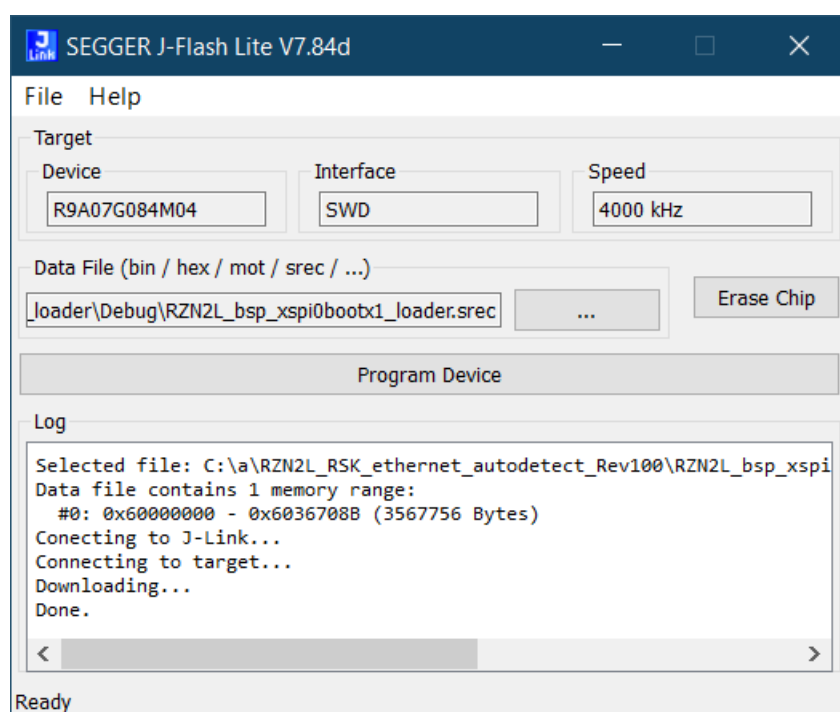 J Link SEGGER J-Flash Lite V7.84d
File Help
Target
Device Interface Speed
R9A07G084M04 SWD 4000 kHz
Data File (bin / hex / mot / srec / ...)
_loader\Debug\RZN2L_bsp_xspi0bootx1_loader.srec ... Erase Chip
Program Device
Log
Selected file: C:\a\RZN2L_RSK_ethernet_autodetect_Rev100\RZN2L_bsp_xspi
Data file contains 1 memory range:
#0: 0x60000000 - 0x6036708B (3567756 Bytes)
Conecting to J-Link...
Connecting to target...
Downloading...
Done.
Ready